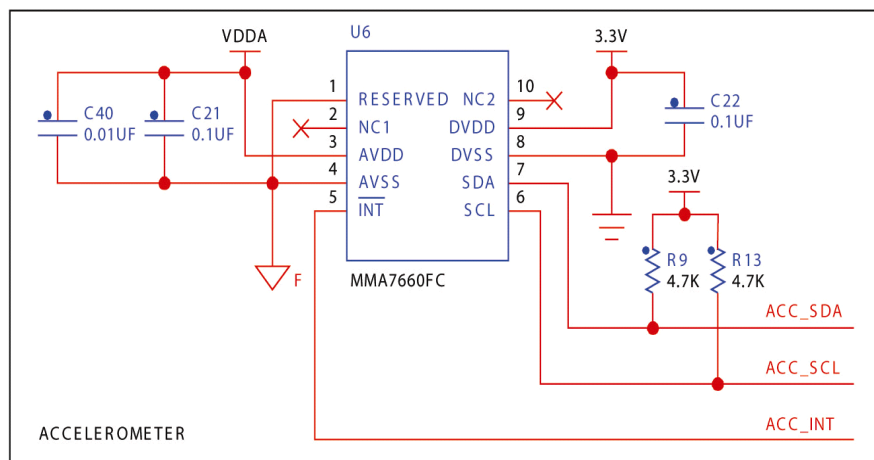 VDDA
U6
3.3V
1 RESERVED NC2 10
2 NC1 DVDD 9
3 AVDD DVSS 8
4 AVSS SDA 7
5 INT SCL 6
C40
0.01UF
C21
0.1UF
C22
0.1UF
3.3V
F
MMA7660FC
R9
4.7K
R13
4.7K
ACC_SDA
ACC_SCL
ACC_INT
ACCELEROMETER